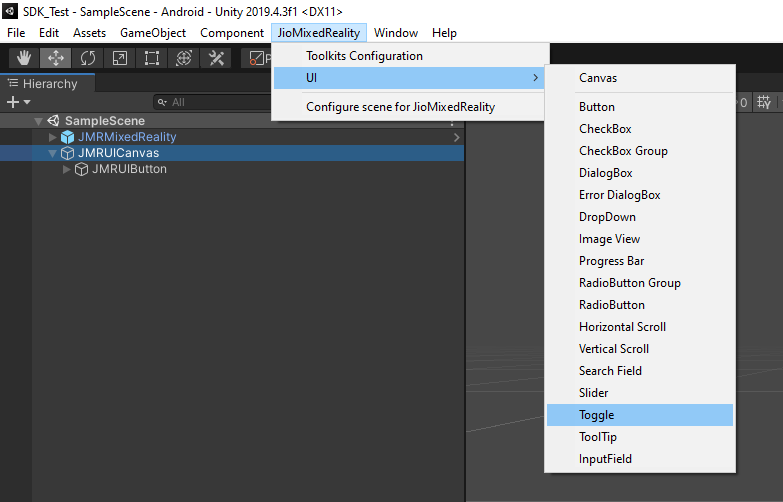 SDK_Test - SampleScene - Android - Unity 2019.4.3f1 <DX11>
File Edit Assets GameObject Component JioMixedReality Window Help
Toolkits Configuration
UI
Configure scene for JioMixedReality
Hierarchy
All
SampleScene
JMRMixedReality
JMRUICanvas
JMRUIButton
Canvas
Button
CheckBox
CheckBox Group
DialogBox
Error DialogBox
DropDown
Image View
Progress Bar
RadioButton Group
RadioButton
Horizontal Scroll
Vertical Scroll
Search Field
Slider
Toggle
ToolTip
InputField